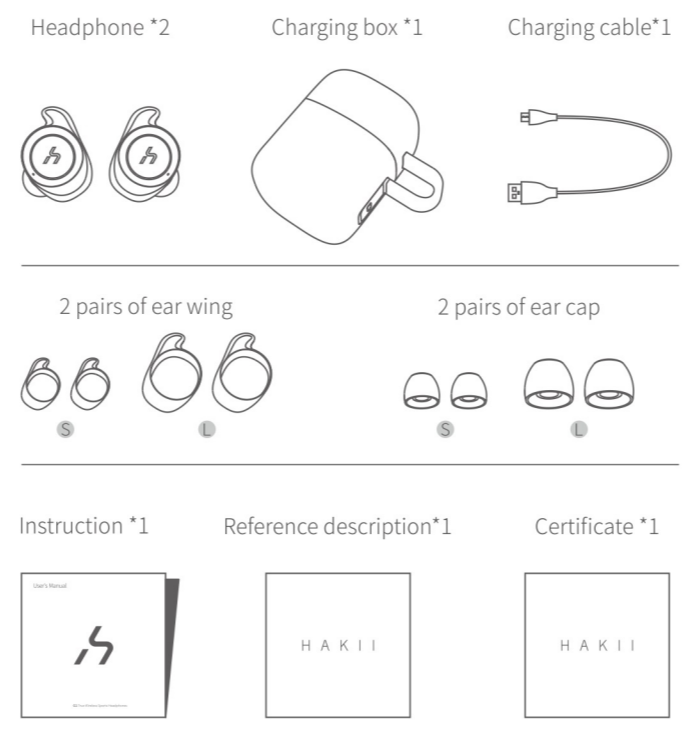 Headphone *2
Charging box *1
Charging cable*1
2 pairs of ear wing
2 pairs of ear cap
S
L
S
L
Instruction *1
Reference description*1
Certificate *1
User's Manual
HAKII
HAKII